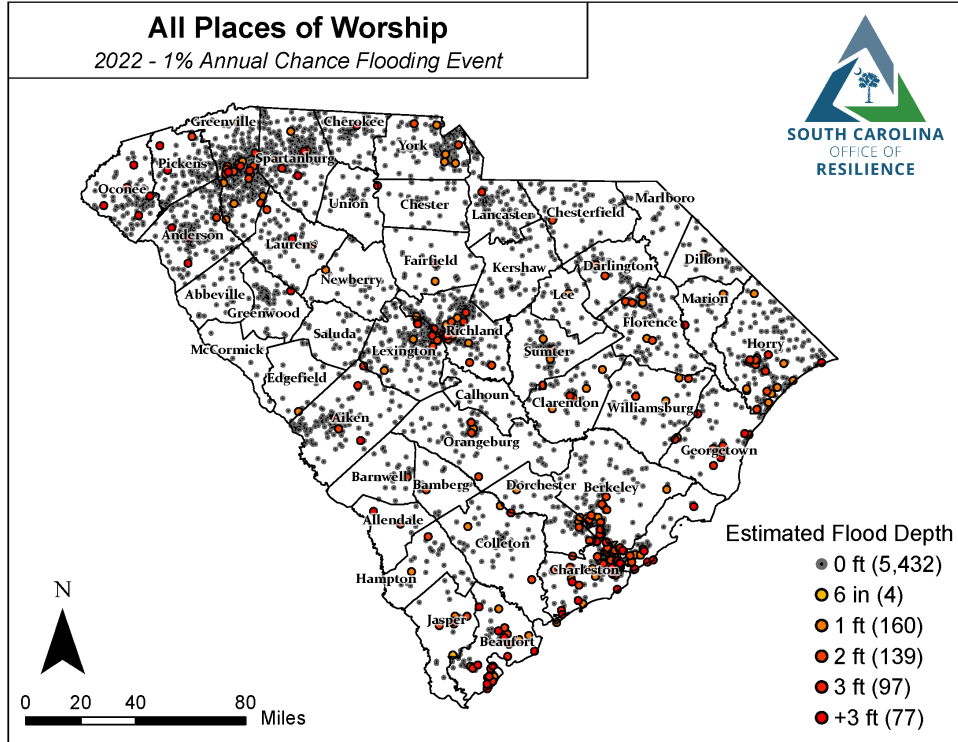 All Places of Worship
2022 - 1% Annual Chance Flooding Event
SOUTH CAROLINA
OFFICE OF
RESILIENCE
Greenville
Cherokee
York
Pickens
Spartanburg
Oconee
Union
Chester
Lancaster
Chesterfield
Marlboro
Anderson
Laurens
Fairfield
Kershaw
Darlington
Dillon
Newberry
Abbeville
Greenwood
Lee
Marion
Saluda
Richland
Florence
McCormick
Lexington
Sumter
Horry
Edgefield
Calhoun
Clarendon
Williamsburg
Aiken
Orangeburg
Georgetown
Barnwell
Bamberg
Dorchester
Berkeley
Allendale
Colleton
Charleston
Hampton
Jasper
Beaufort
Estimated Flood Depth
0 ft (5,432)
6 in (4)
1 ft (160)
2 ft (139)
3 ft (97)
+3 ft (77)
N
0 20 40 80
Miles